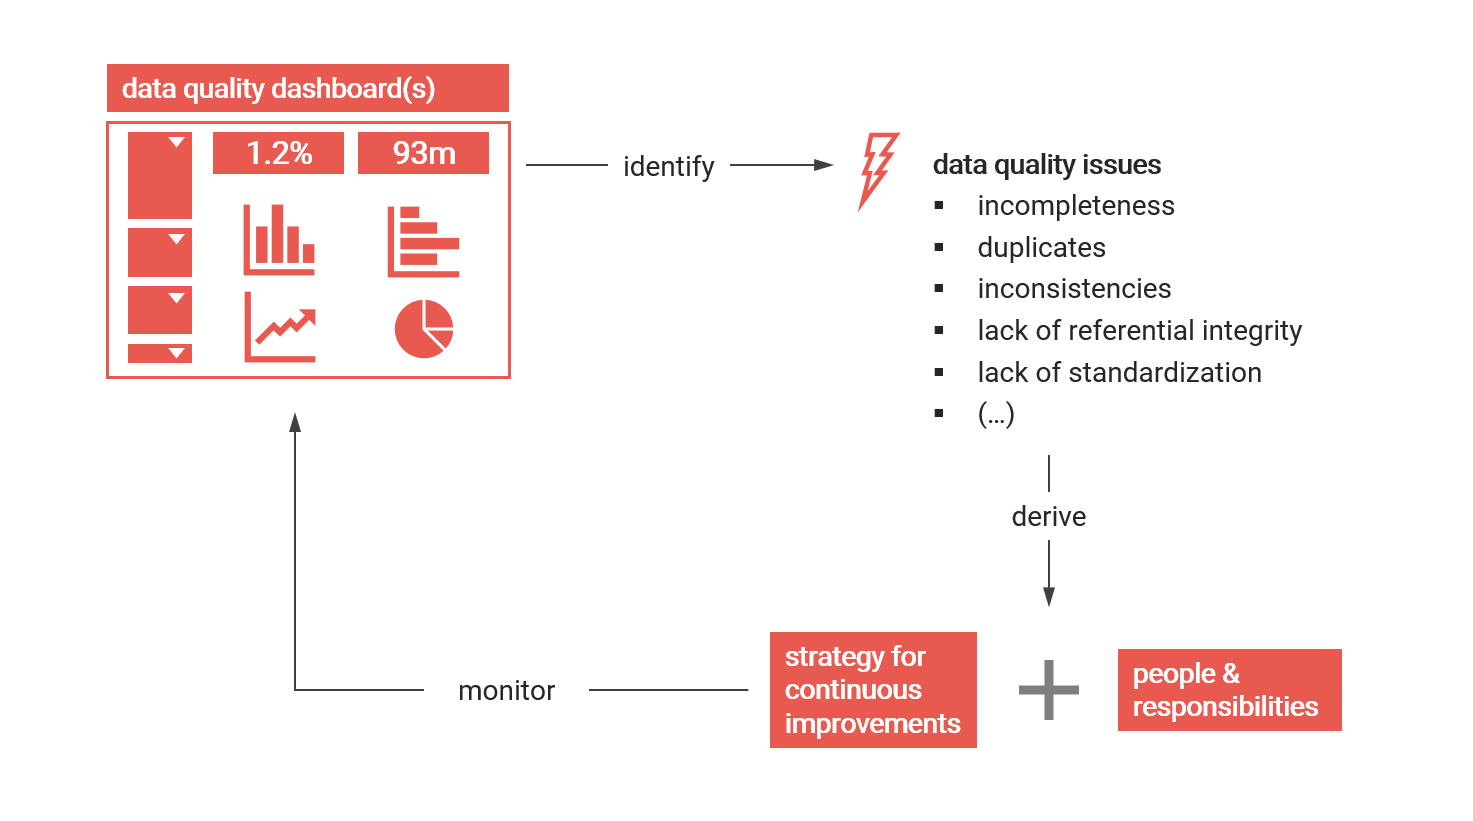 data quality dashboard(s)
1.2%
93m
identify
data quality issues
▪ incompleteness
▪ duplicates
▪ inconsistencies
▪ lack of referential integrity
▪ lack of standardization
▪ (...)
derive
strategy for
continuous
improvements
people &
responsibilities
monitor